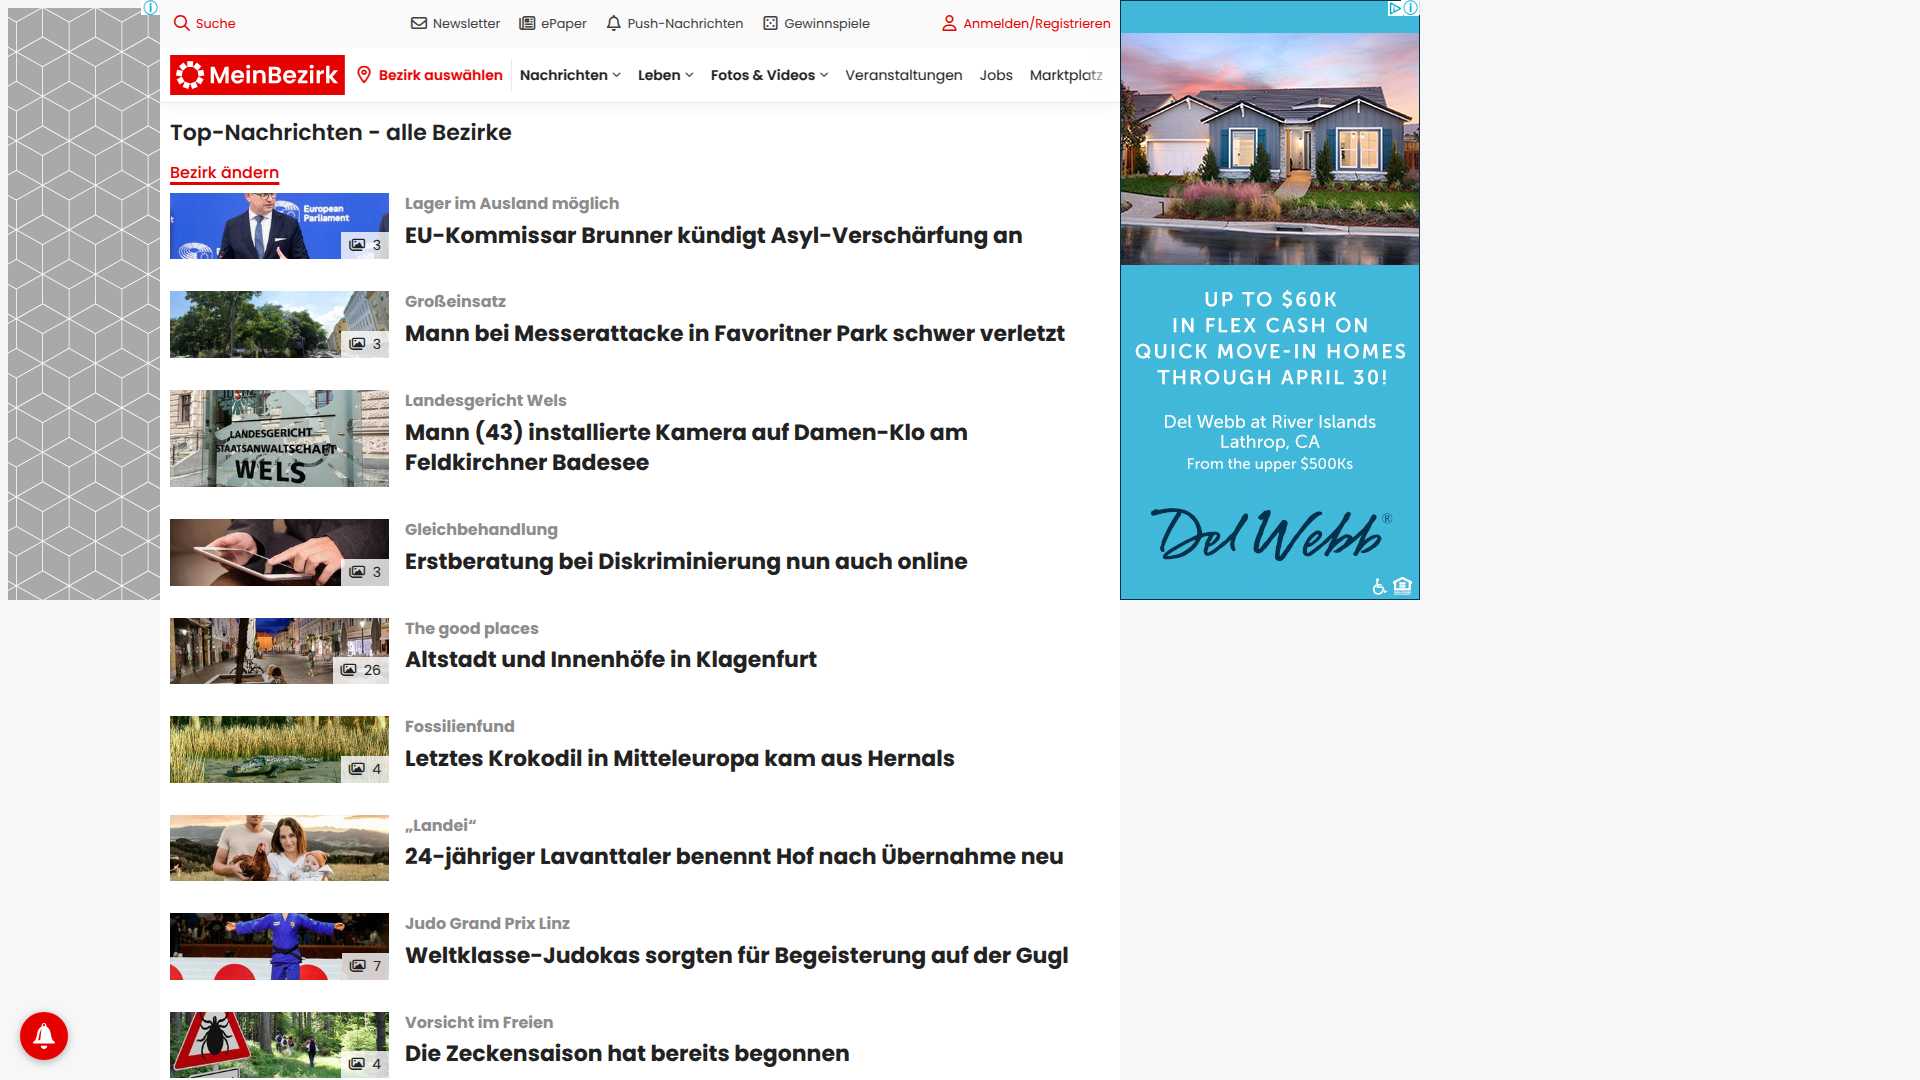 Suche
Newsletter
ePaper
Push-Nachrichten
Gewinnspiele
Anmelden/Registrieren
MeinBezirk
Bezirk auswählen
Nachrichten
Leben
Fotos & Videos
Veranstaltungen
Jobs
Marktplatz
Top-Nachrichten - alle Bezirke
Bezirk ändern
European
Parliament
3
Lager im Ausland möglich
EU-Kommissar Brunner kündigt Asyl-Verschärfung an
3
Großeinsatz
Mann bei Messerattacke in Favoritner Park schwer verletzt
LANDESGERICHT
STAATSANWALTSCHAFT
WELS
Landesgericht Wels
Mann (43) installierte Kamera auf Damen-Klo am
Feldkirchner Badesee
3
Gleichbehandlung
Erstberatung bei Diskriminierung nun auch online
26
The good places
Altstadt und Innenhöfe in Klagenfurt
4
Fossilienfund
Letztes Krokodil in Mitteleuropa kam aus Hernals
„Landei“
24-jähriger Lavanttaler benennt Hof nach Übernahme neu
7
Judo Grand Prix Linz
Weltklasse-Judokas sorgten für Begeisterung auf der Gugl
4
Vorsicht im Freien
Die Zeckensaison hat bereits begonnen
UP TO $60K
IN FLEX CASH ON
QUICK MOVE-IN HOMES
THROUGH APRIL 30!
Del Webb at River Islands
Lathrop, CA
From the upper $500Ks
Del Webb®